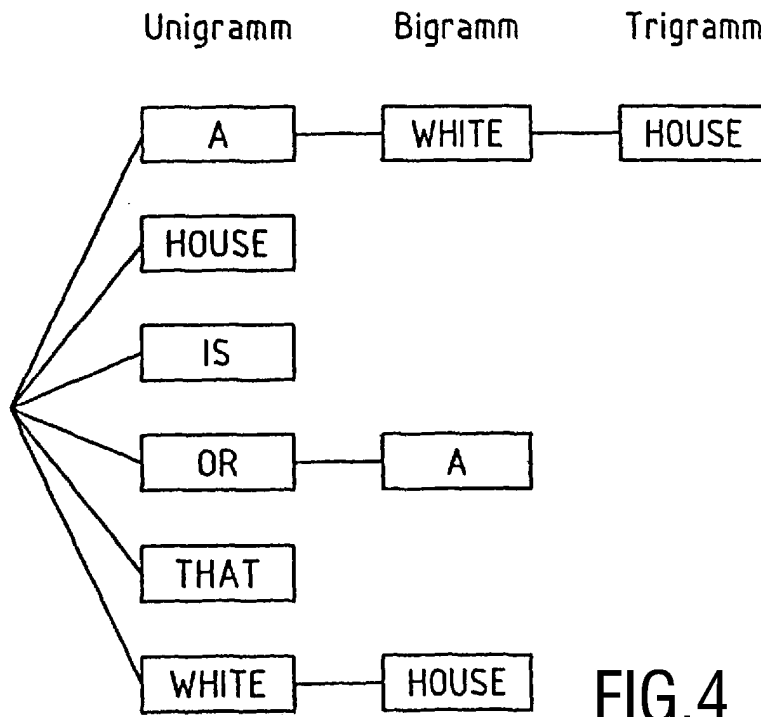 Unigramm Bigramm Trigramm
A WHITE HOUSE
HOUSE
IS
OR A
THAT
WHITE HOUSE
FIG.4